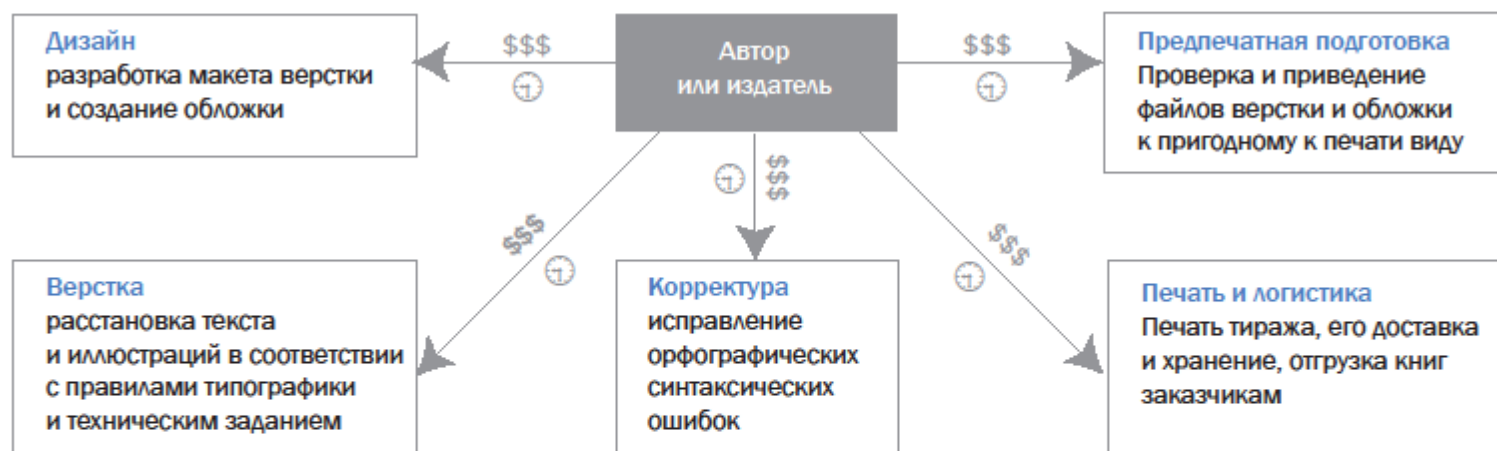 Дизайн
разработка макета верстки
и создание обложки
$$$
Автор
или издатель
$$$
Предпечатная подготовка
Проверка и приведение
файлов верстки и обложки
к пригодному к печати виду
$$$
$$$
$$$
Верстка
расстановка текста
и иллюстраций в соответствии
с правилами типографики
и техническим заданием
Корректура
исправление
орфографических
синтаксических
ошибок
Печать и логистика
Печать тиража, его доставка
и хранение, отгрузка книг
заказчикам